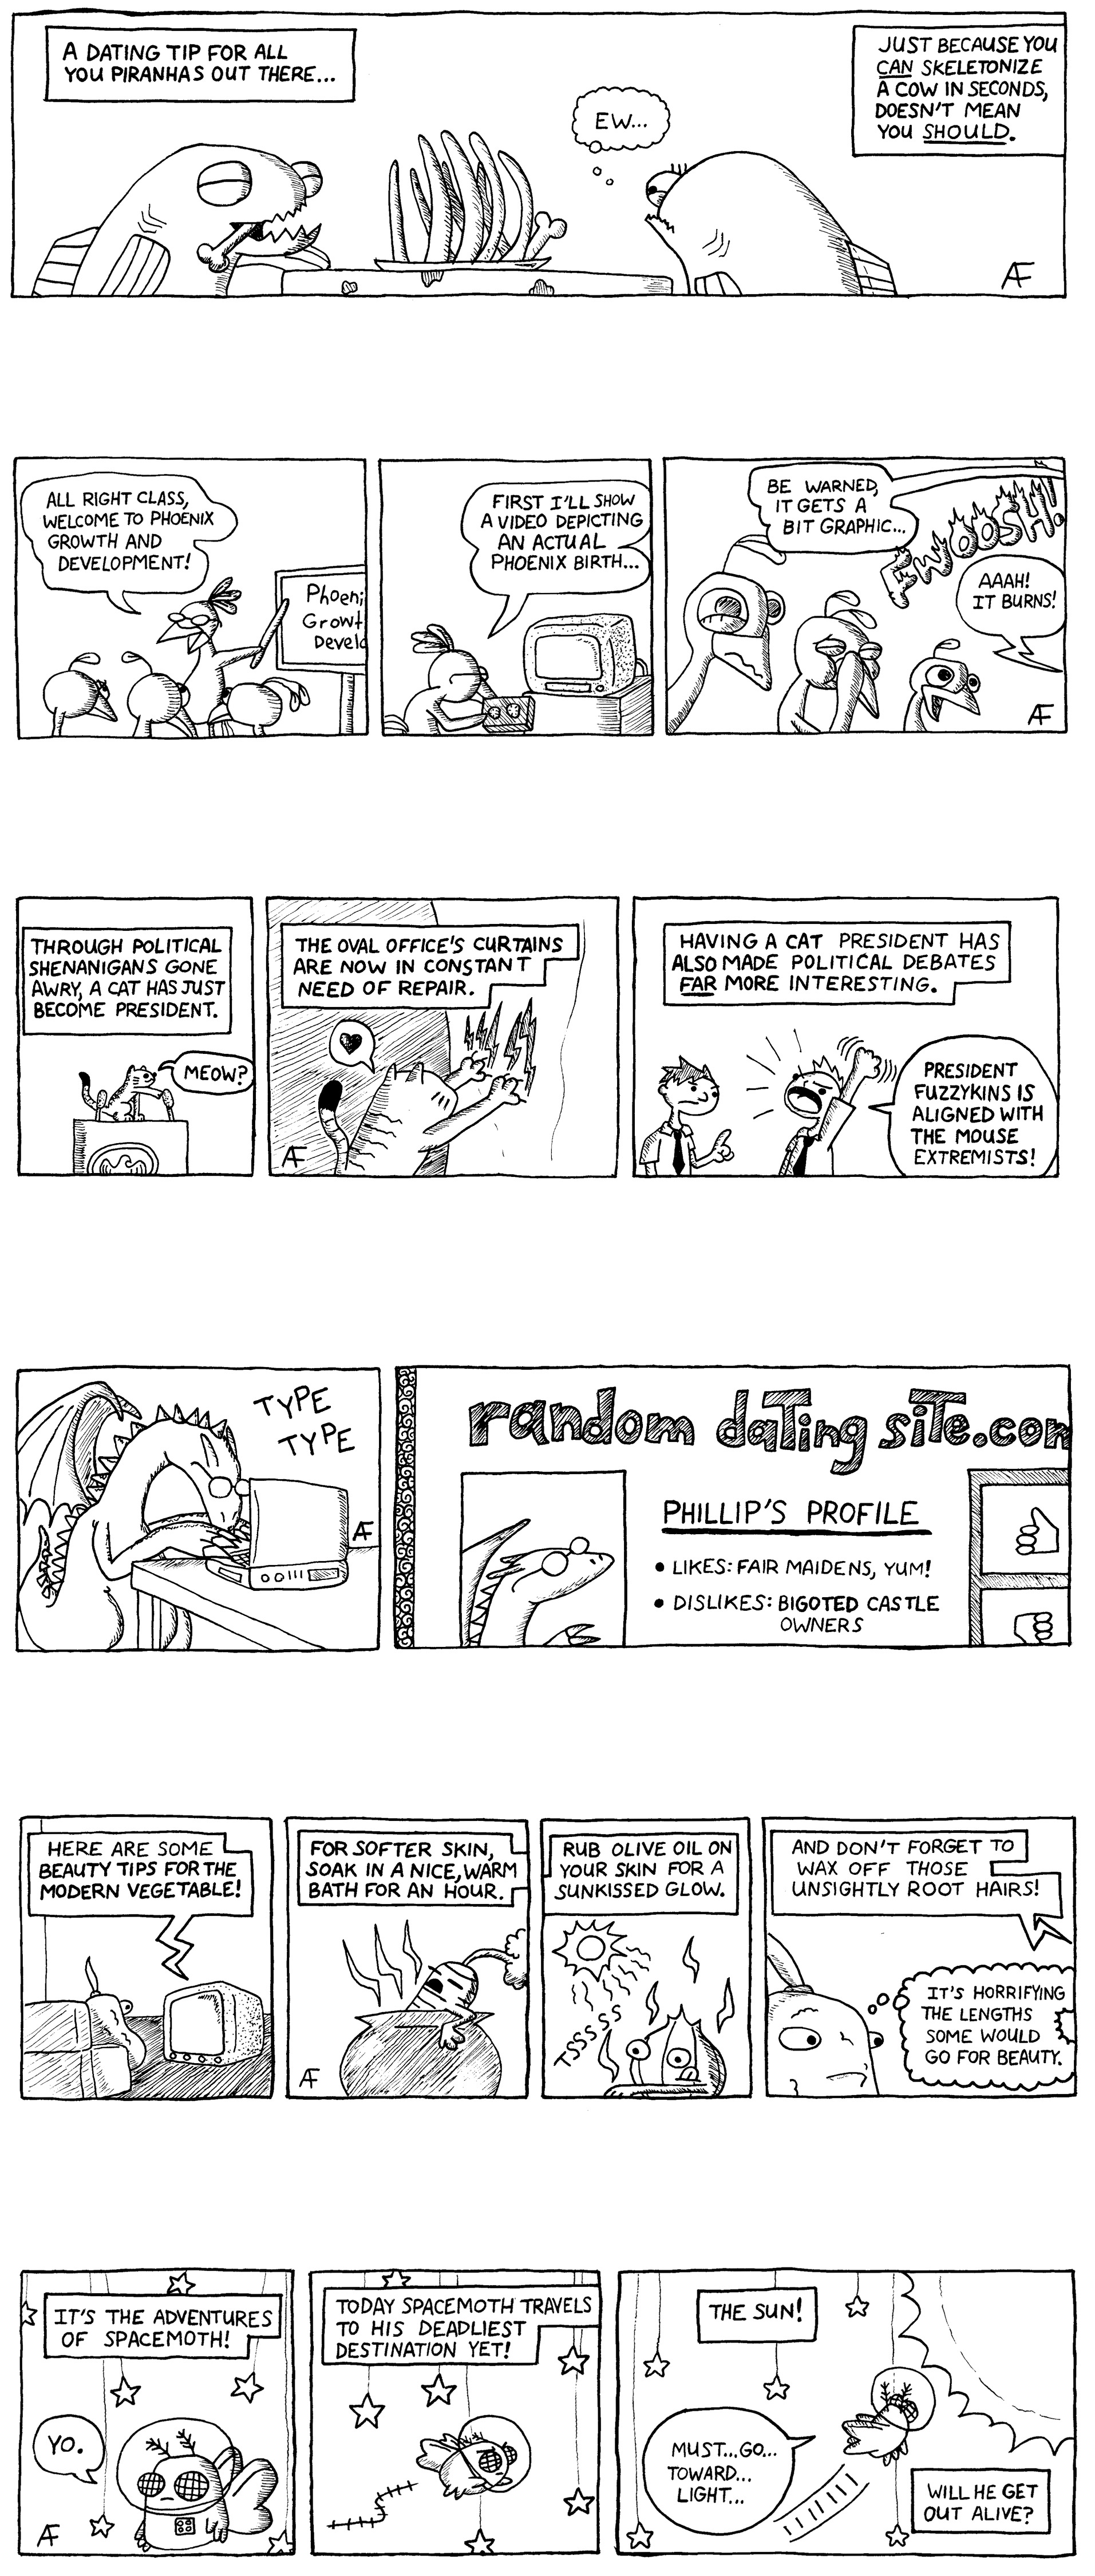 A DATING TIP FOR ALL
YOU PIRANHAS OUT THERE...
EW...
JUST BECAUSE YOU
CAN SKELETONIZE
A COW IN SECONDS,
DOESN'T MEAN
YOU SHOULD.
AF
ALL RIGHT CLASS,
WELCOME TO PHOENIX
GROWTH AND
DEVELOPMENT!
Phoeni
Growt
Develo
FIRST I'LL SHOW
A VIDEO DEPICTING
AN ACTUAL
PHOENIX BIRTH...
BE WARNED,
IT GETS A
BIT GRAPHIC...
FWOOSH!
AAAH!
IT BURNS!
AF
THROUGH POLITICAL
SHENANIGANS GONE
AWRY, A CAT HAS JUST
BECOME PRESIDENT.
MEOW?
THE OVAL OFFICE'S CURTAINS
ARE NOW IN CONSTANT
NEED OF REPAIR.
AF
HAVING A CAT PRESIDENT HAS
ALSO MADE POLITICAL DEBATES
FAR MORE INTERESTING.
PRESIDENT
FUZZYKINS IS
ALIGNED WITH
THE MOUSE
EXTREMISTS!
TYPE
TYPE
AF
random daTing siTe.com
PHILLIP'S PROFILE
• LIKES: FAIR MAIDENS, YUM!
• DISLIKES: BIGOTED CASTLE
OWNERS
HERE ARE SOME
BEAUTY TIPS FOR THE
MODERN VEGETABLE!
FOR SOFTER SKIN,
SOAK IN A NICE, WARM
BATH FOR AN HOUR.
AF
RUB OLIVE OIL ON
YOUR SKIN FOR A
SUNKISSED GLOW.
TSSSSSS
AND DON'T FORGET TO
WAX OFF THOSE
UNSIGHTLY ROOT HAIRS!
IT'S HORRIFYING
THE LENGTHS
SOME WOULD
GO FOR BEAUTY.
IT'S THE ADVENTURES
OF SPACEMOTH!
YO.
AF
TODAY SPACEMOTH TRAVELS
TO HIS DEADLIEST
DESTINATION YET!
THE SUN!
MUST...GO...
TOWARD...
LIGHT...
WILL HE GET
OUT ALIVE?